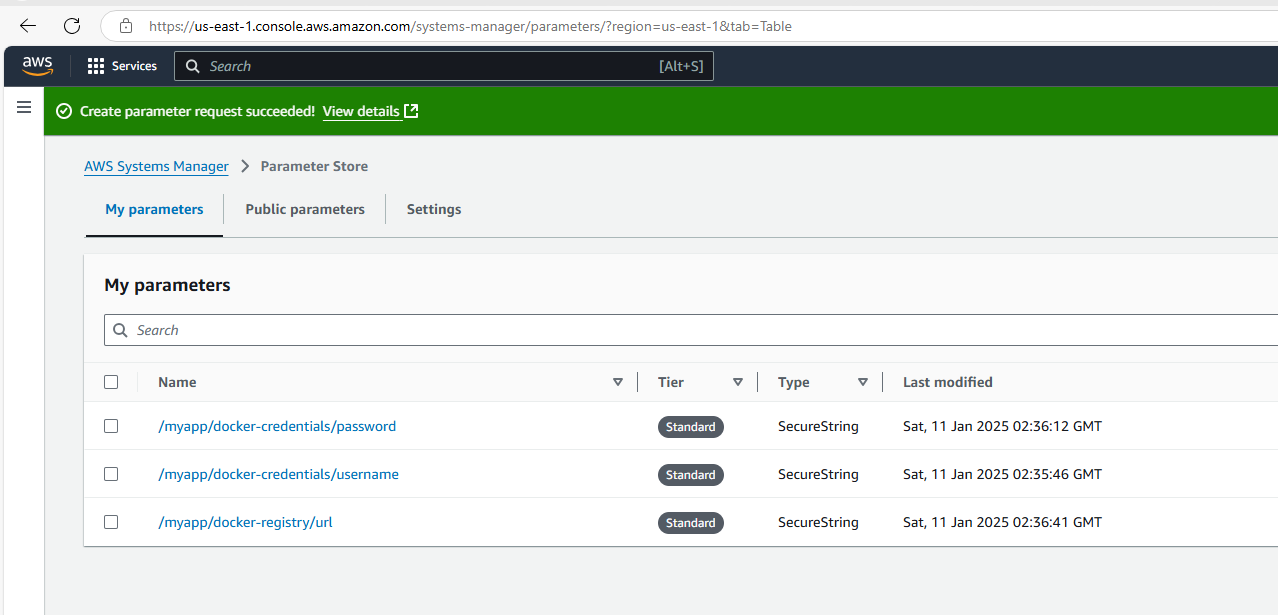 https://us-east-1.console.aws.amazon.com/systems-manager/parameters/?region=us-east-1&tab=Table
aws Services Search [Alt+S]
Create parameter request succeeded! View details
AWS Systems Manager > Parameter Store
My parameters Public parameters Settings
My parameters
Search
Name Tier Type Last modified
/myapp/docker-credentials/password Standard SecureString Sat, 11 Jan 2025 02:36:12 GMT
/myapp/docker-credentials/username Standard SecureString Sat, 11 Jan 2025 02:35:46 GMT
/myapp/docker-registry/url Standard SecureString Sat, 11 Jan 2025 02:36:41 GMT